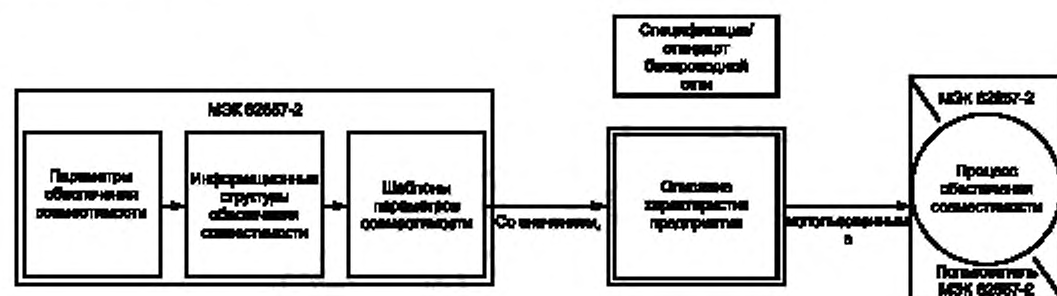 Спецификация/
стандарт
беспроводной
сети
МЭК 62657-2
МЭК 62657-2
Параметры
обеспечения
совместимости
Информационные
структуры
обеспечения
совместимости
Шаблоны
параметров
совместимости
Со значениями,
Описание
характеристик
предприятия
используемыми
в
Процесс
обеспечения
совместимости
Пользователь
МЭК 62657-2